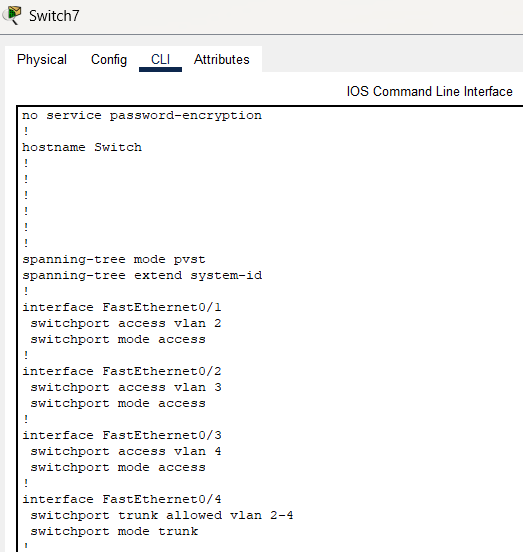 Switch7
Physical Config CLI Attributes
IOS Command Line Interface
no service password-encryption
!
hostname Switch
!
!
!
!
!
!
spanning-tree mode pvst
spanning-tree extend system-id
!
interface FastEthernet0/1
 switchport access vlan 2
 switchport mode access
!
interface FastEthernet0/2
 switchport access vlan 3
 switchport mode access
!
interface FastEthernet0/3
 switchport access vlan 4
 switchport mode access
!
interface FastEthernet0/4
 switchport trunk allowed vlan 2-4
 switchport mode trunk
!